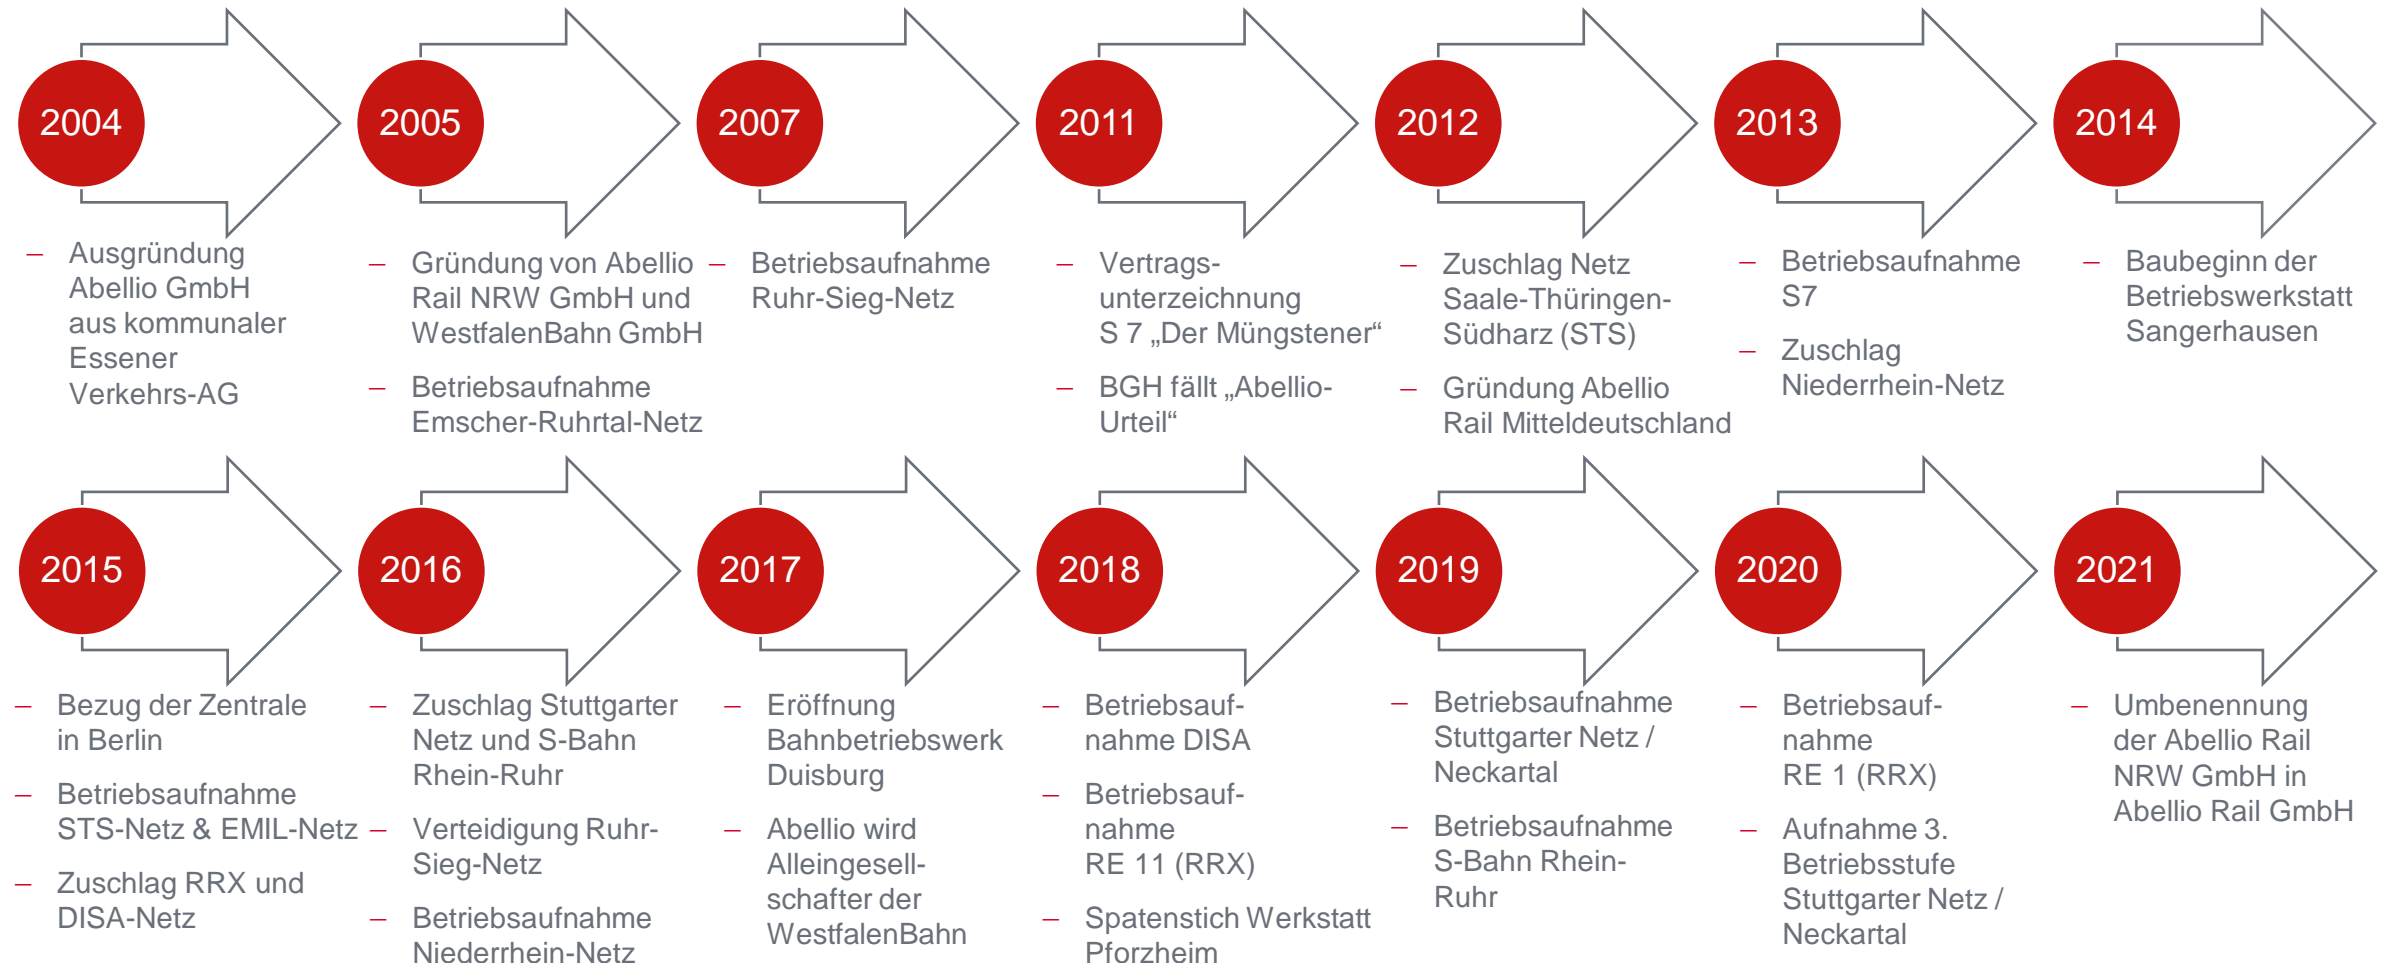 2004
– Ausgründung
Abellio GmbH
aus kommunaler
Essener
Verkehrs-AG
2005
– Gründung von Abellio
Rail NRW GmbH und
WestfalenBahn GmbH
– Betriebsaufnahme
Emscher-Ruhrtal-Netz
2007
– Betriebsaufnahme
Ruhr-Sieg-Netz
2011
– Vertrags-
unterzeichnung
S 7 „Der Müngstener“
– BGH fällt „Abellio-
Urteil“
2012
– Zuschlag Netz
Saale-Thüringen-
Südharz (STS)
– Gründung Abellio
Rail Mitteldeutschland
2013
– Betriebsaufnahme
S7
– Zuschlag
Niederrhein-Netz
2014
– Baubeginn der
Betriebswerkstatt
Sangerhausen
2015
– Bezug der Zentrale
in Berlin
– Betriebsaufnahme
STS-Netz & EMIL-Netz
– Zuschlag RRX und
DISA-Netz
2016
– Zuschlag Stuttgarter
Netz und S-Bahn
Rhein-Ruhr
– Verteidigung Ruhr-
Sieg-Netz
– Betriebsaufnahme
Niederrhein-Netz
2017
– Eröffnung
Bahnbetriebswerk
Duisburg
– Abellio wird
Alleingesell-
schafter der
WestfalenBahn
2018
– Betriebsauf-
nahme DISA
– Betriebsauf-
nahme
RE 11 (RRX)
– Spatenstich Werkstatt
Pforzheim
2019
– Betriebsaufnahme
Stuttgarter Netz /
Neckartal
– Betriebsaufnahme
S-Bahn Rhein-
Ruhr
2020
– Betriebsauf-
nahme
RE 1 (RRX)
– Aufnahme 3.
Betriebsstufe
Stuttgarter Netz /
Neckartal
2021
– Umbenennung
der Abellio Rail
NRW GmbH in
Abellio Rail GmbH